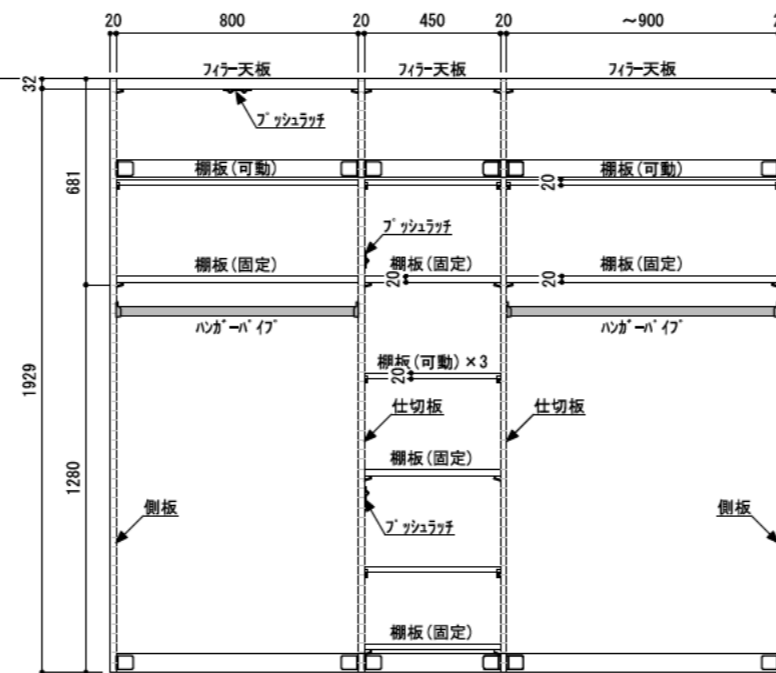 20 800 20 450 20 ~900 2
フィラー天板 フィラー天板 フィラー天板
32
プッシュラッチ
棚板(可動) 棚板(可動)
681
20
プッシュラッチ
棚板(固定) 棚板(固定) 棚板(固定)
20 20
ハンガーパイプ ハンガーパイプ
棚板(可動)×3
20
1929
仕切板 仕切板
棚板(固定)
1280
側板 側板
プッシュラッチ
棚板(固定)